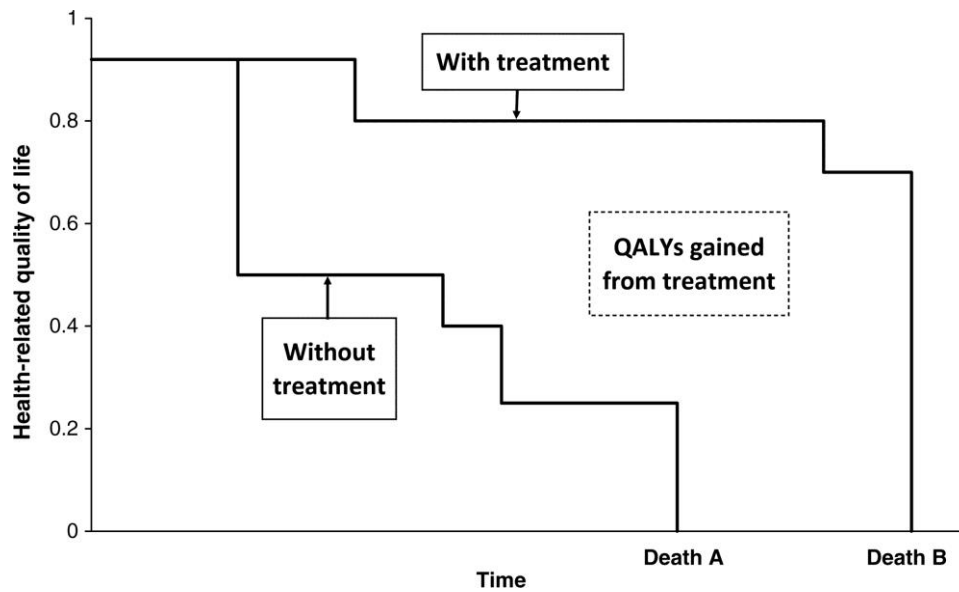 1
With treatment
0.8
Health-related quality of life
0.6
QALYs gained
from treatment
0.4
Without
treatment
0.2
0
Death A
Death B
Time